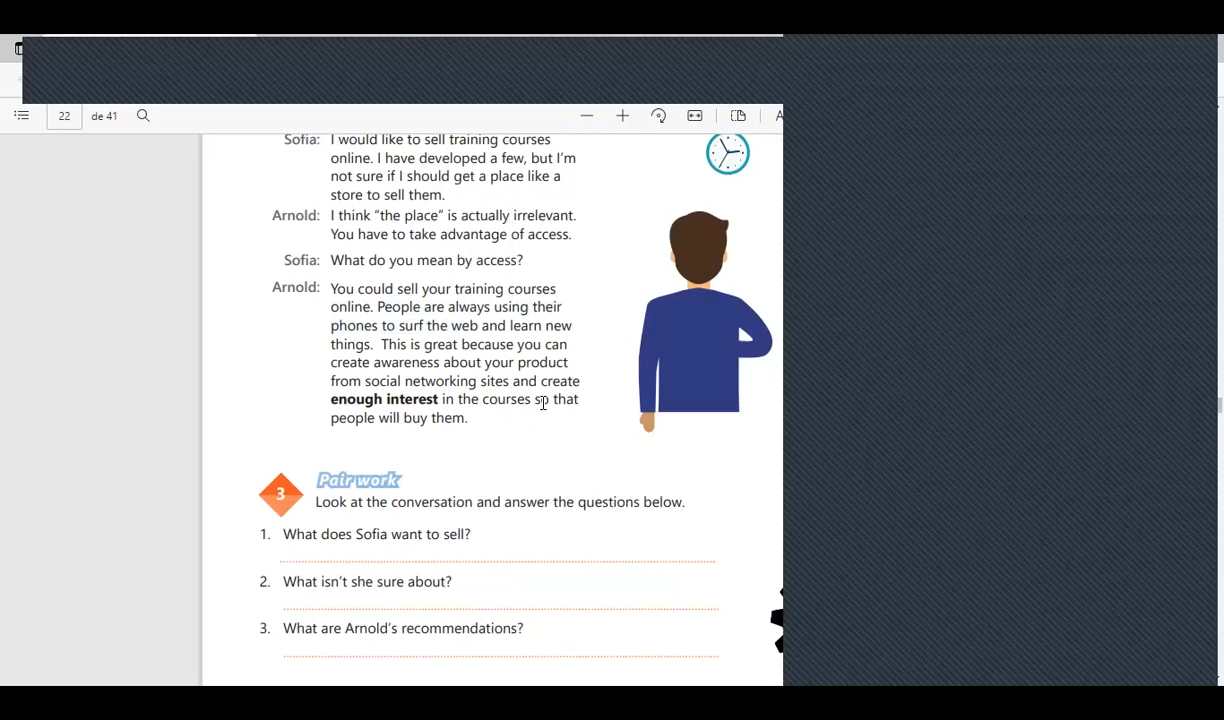 22 de 41
Sofia: I would like to sell training courses
online. I have developed a few, but I'm
not sure if I should get a place like a
store to sell them.
Arnold: I think "the place" is actually irrelevant.
You have to take advantage of access.
Sofia: What do you mean by access?
Arnold: You could sell your training courses
online. People are always using their
phones to surf the web and learn new
things. This is great because you can
create awareness about your product
from social networking sites and create
enough interest in the courses so that
people will buy them.
3 Pair work
Look at the conversation and answer the questions below.
1. What does Sofia want to sell?
2. What isn't she sure about?
3. What are Arnold's recommendations?